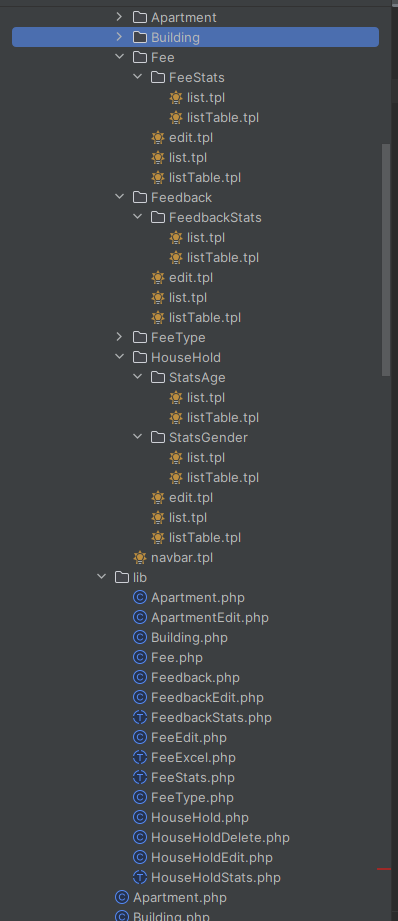 Apartment
Building
Fee
FeeStats
list.tpl
listTable.tpl
edit.tpl
list.tpl
listTable.tpl
Feedback
FeedbackStats
list.tpl
listTable.tpl
edit.tpl
list.tpl
listTable.tpl
FeeType
HouseHold
StatsAge
list.tpl
listTable.tpl
StatsGender
list.tpl
listTable.tpl
edit.tpl
list.tpl
listTable.tpl
navbar.tpl
lib
C Apartment.php
C ApartmentEdit.php
C Building.php
C Fee.php
C Feedback.php
C FeedbackEdit.php
T FeedbackStats.php
C FeeEdit.php
T FeeExcel.php
T FeeStats.php
C FeeType.php
C HouseHold.php
C HouseHoldDelete.php
C HouseHoldEdit.php
T HouseHoldStats.php
C Apartment.php
C Building.php